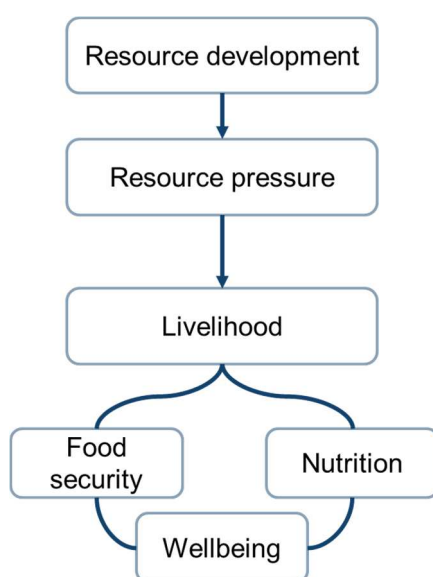 Resource development
Resource pressure
Livelihood
Food
security
Nutrition
Wellbeing